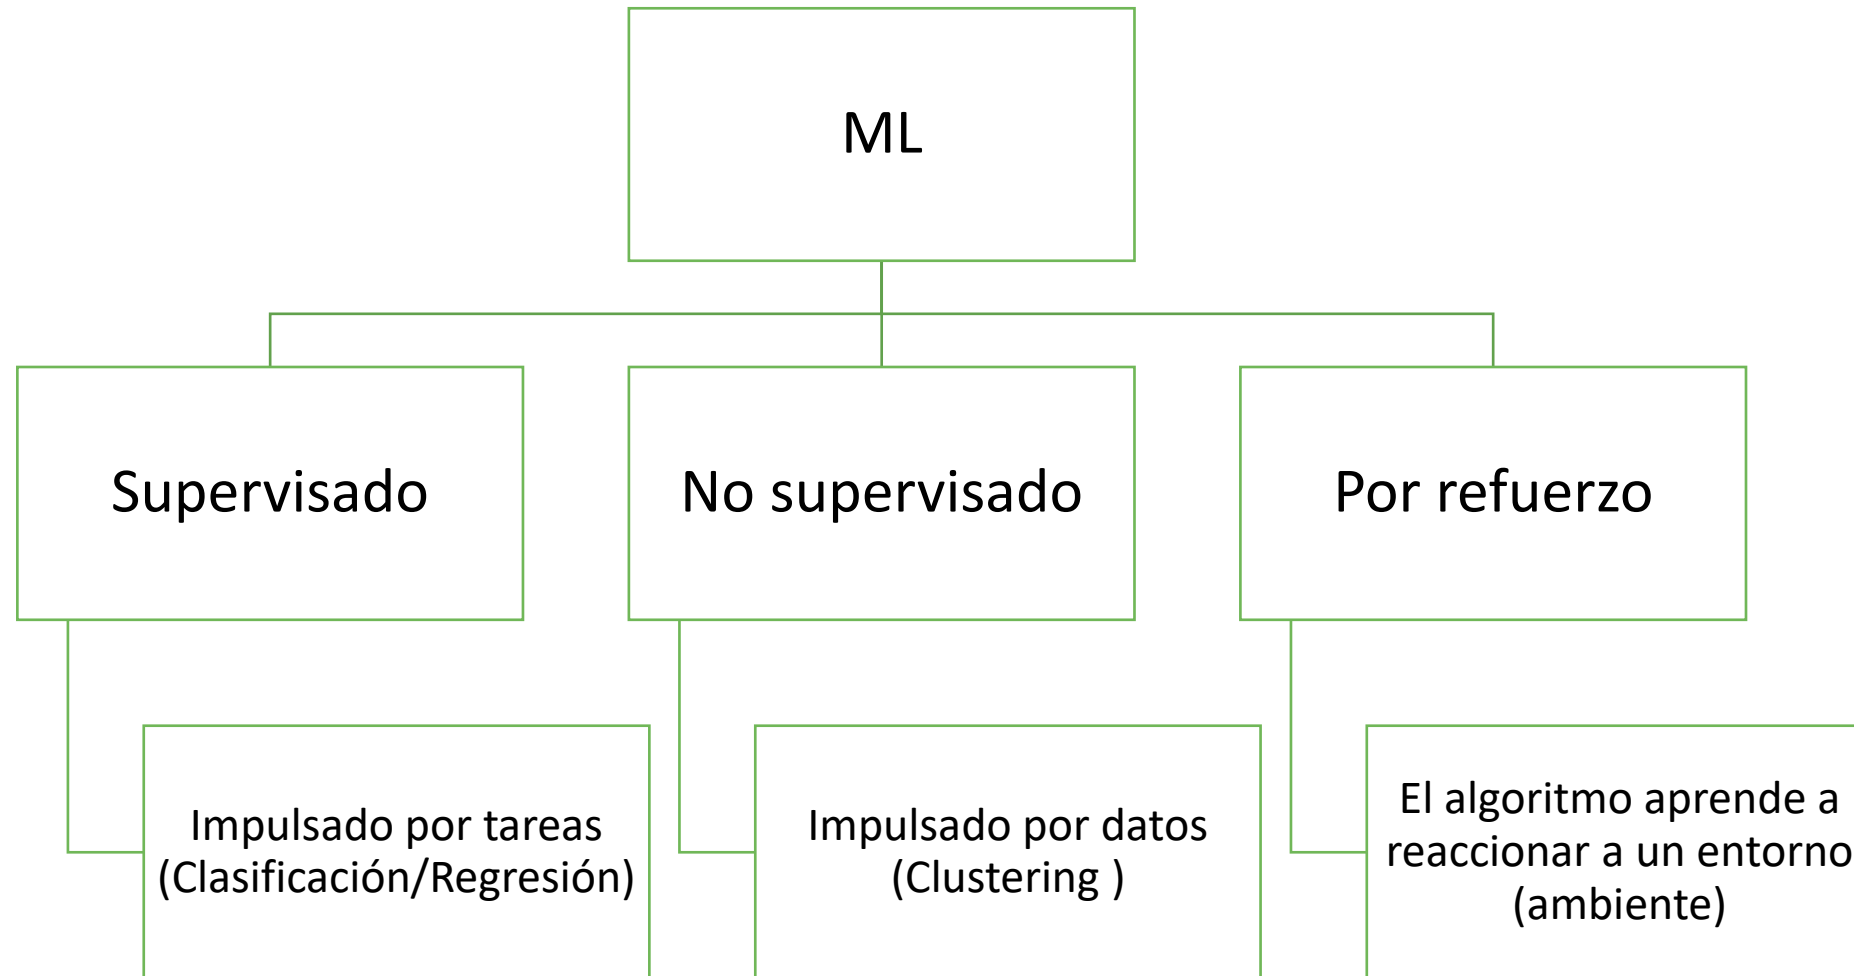 ML
Supervisado
No supervisado
Por refuerzo
Impulsado por tareas
(Clasificación/Regresión)
Impulsado por datos
(Clustering )
El algoritmo aprende a
reaccionar a un entorno
(ambiente)